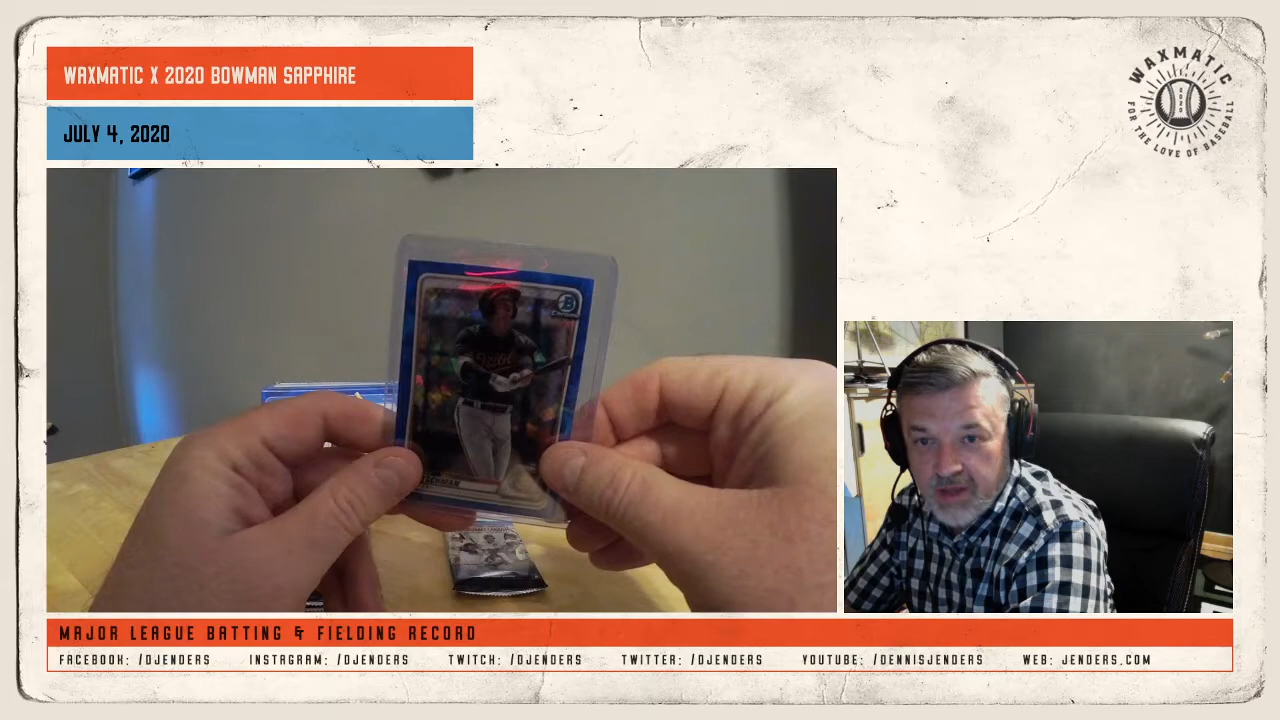 WAXMATIC X 2020 BOWMAN SAPPHIRE
JULY 4, 2020
WAXMATIC
2020
FOR THE LOVE OF BASEBALL
MAJOR LEAGUE BATTING & FIELDING RECORD
FACEBOOK: /DJENDERS INSTAGRAM: /DJENDERS TWITCH: /DJENDERS TWITTER: /DJENDERS YOUTUBE: /DENNISJENDERS WEB: JENDERS.COM